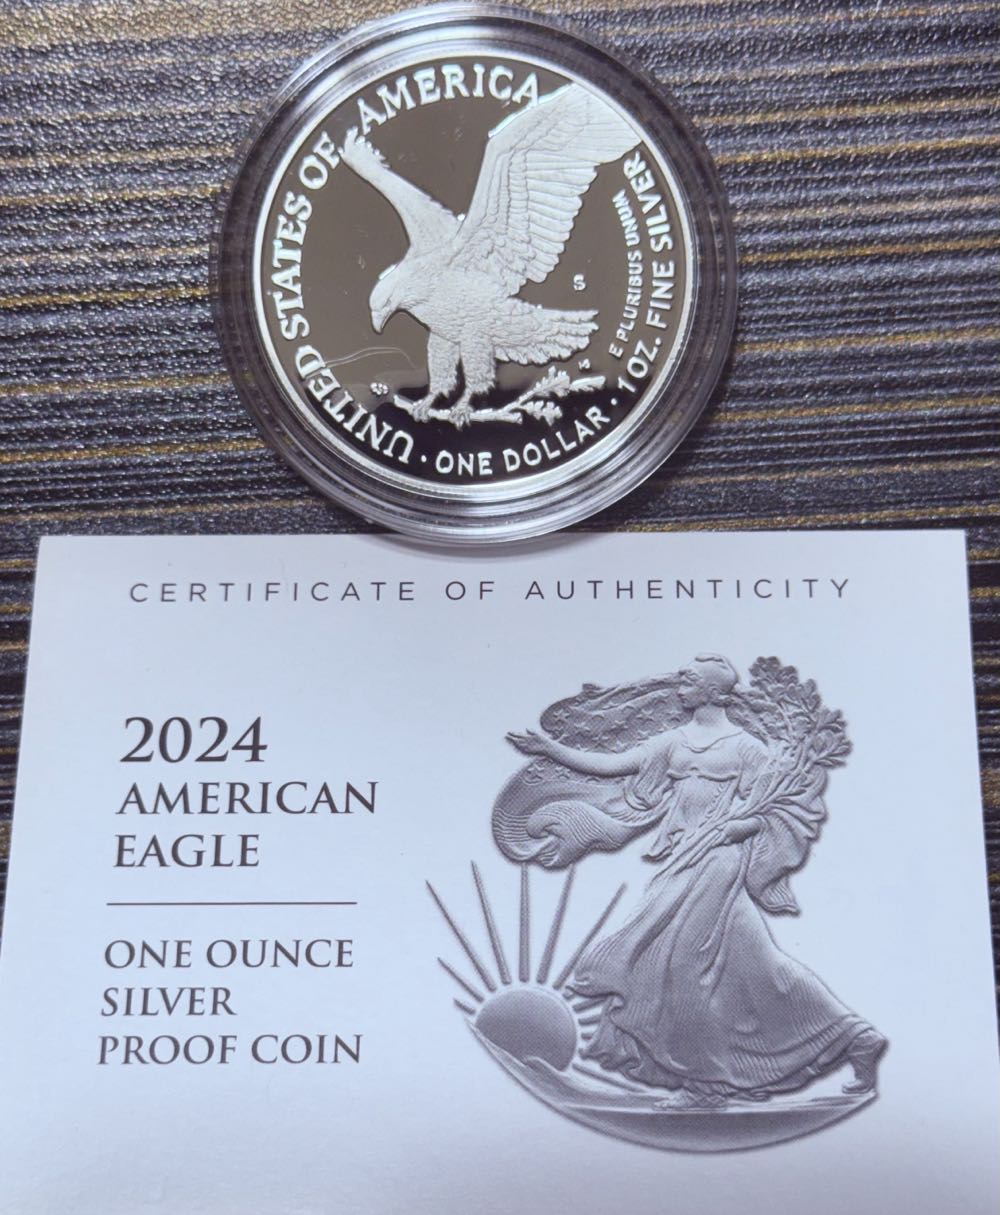 UNITED STATES OF AMERICA
S
E PLURIBUS UNUM
1 OZ. FINE SILVER
· ONE DOLLAR ·
CERTIFICATE OF AUTHENTICITY
2024
AMERICAN
EAGLE
ONE OUNCE
SILVER
PROOF COIN